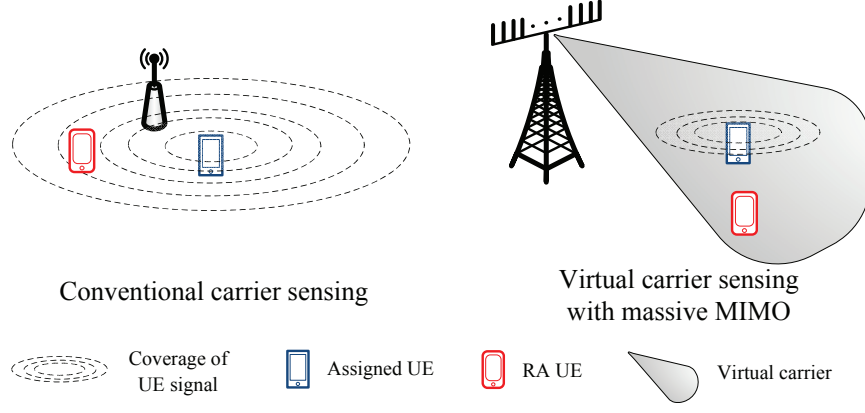 Conventional carrier sensing
Virtual carrier sensing
with massive MIMO
Coverage of
UE signal
Assigned UE
RA UE
Virtual carrier